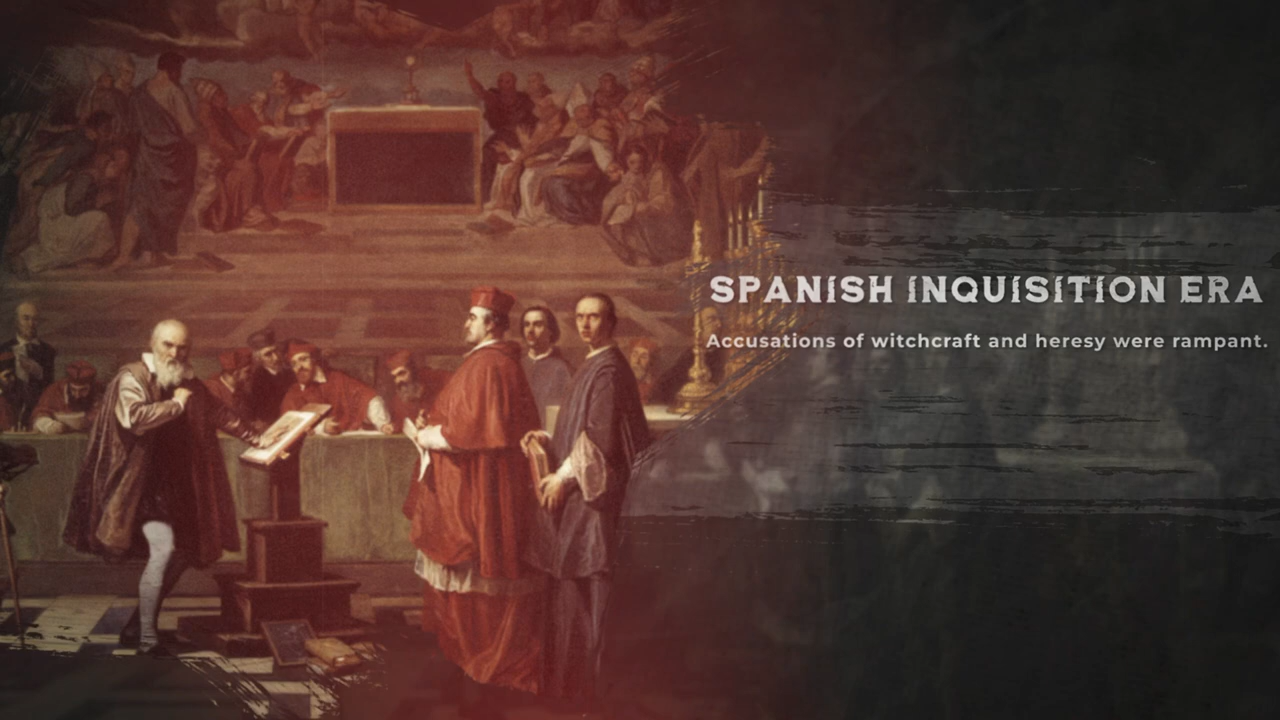 SPANISH INQUISITION ERA
Accusations of witchcraft and heresy were rampant.